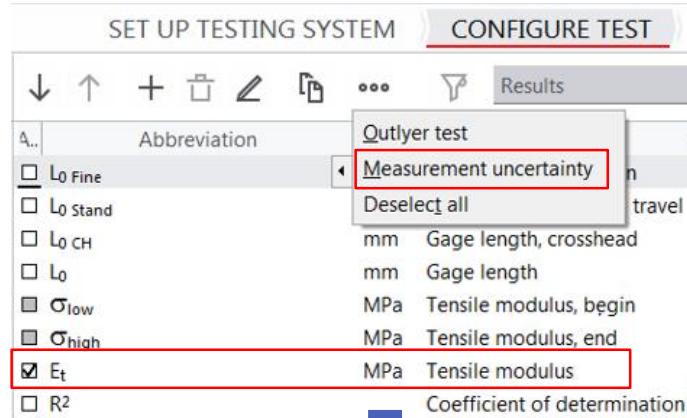 SET UP TESTING SYSTEM CONFIGURE TEST
Results
A.. Abbreviation
Outlyer test
Measurement uncertainty
Deselect all
L0 Fine n
L0 Stand travel
L0 CH mm Gage length, crosshead
L0 mm Gage length
σlow MPa Tensile modulus, begin
σhigh MPa Tensile modulus, end
Et MPa Tensile modulus
R2 Coefficient of determination